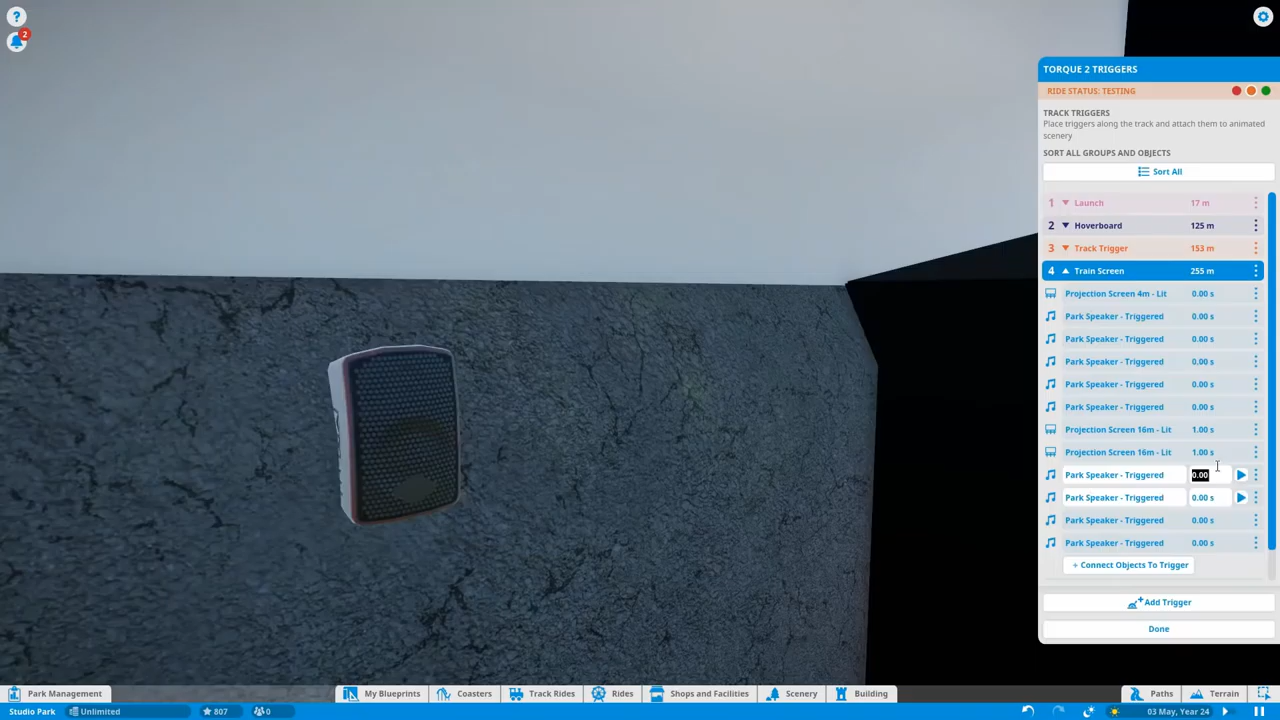 ?
2
TORQUE 2 TRIGGERS
RIDE STATUS: TESTING
TRACK TRIGGERS
Place triggers along the track and attach them to animated
scenery
SORT ALL GROUPS AND OBJECTS
Sort All
1 Launch 17 m
2 Hoverboard 125 m
3 Track Trigger 153 m
4 Train Screen 255 m
Projection Screen 4m - Lit 0.00 s
Park Speaker - Triggered 0.00 s
Park Speaker - Triggered 0.00 s
Park Speaker - Triggered 0.00 s
Park Speaker - Triggered 0.00 s
Park Speaker - Triggered 0.00 s
Projection Screen 16m - Lit 1.00 s
Projection Screen 16m - Lit 1.00 s
Park Speaker - Triggered 0.00
Park Speaker - Triggered 0.00 s
Park Speaker - Triggered 0.00 s
Park Speaker - Triggered 0.00 s
+ Connect Objects To Trigger
Add Trigger
Done
Park Management My Blueprints Coasters Track Rides Rides Shops and Facilities Scenery Building Paths Terrain
Studio Park Unlimited 807 0 03 May, Year 24